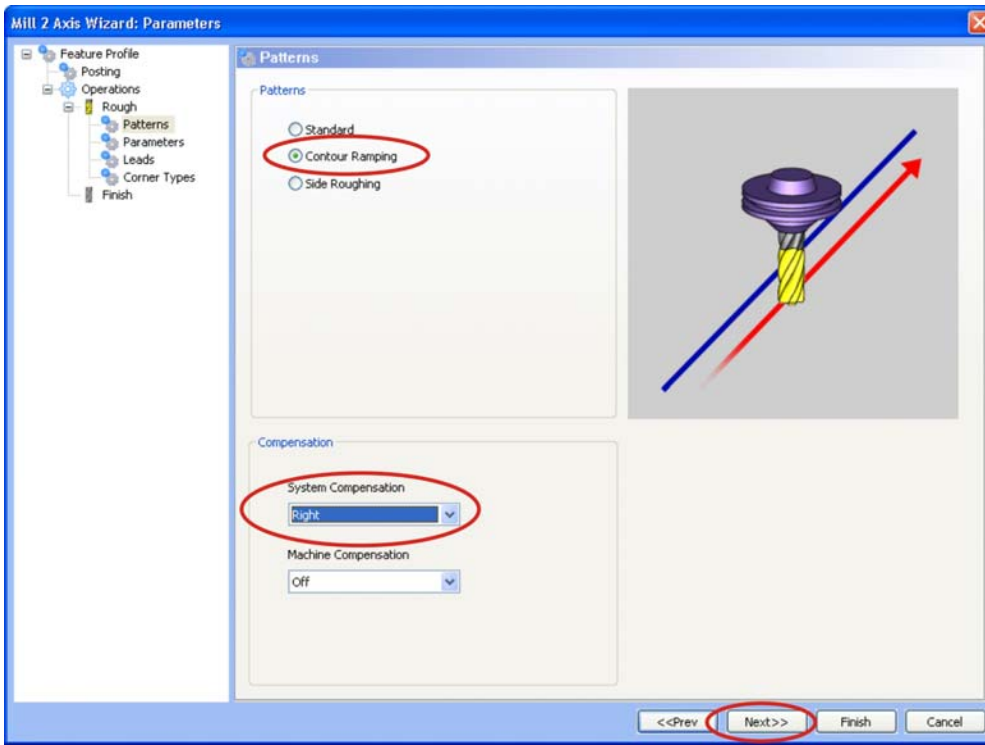 Mill 2 Axis Wizard: Parameters
Feature Profile
Posting
Operations
Rough
Patterns
Parameters
Leads
Corner Types
Finish
Patterns
Patterns
Standard
Contour Ramping
Side Roughing
Compensation
System Compensation
Right
Machine Compensation
Off
<<Prev
Next>>
Finish
Cancel